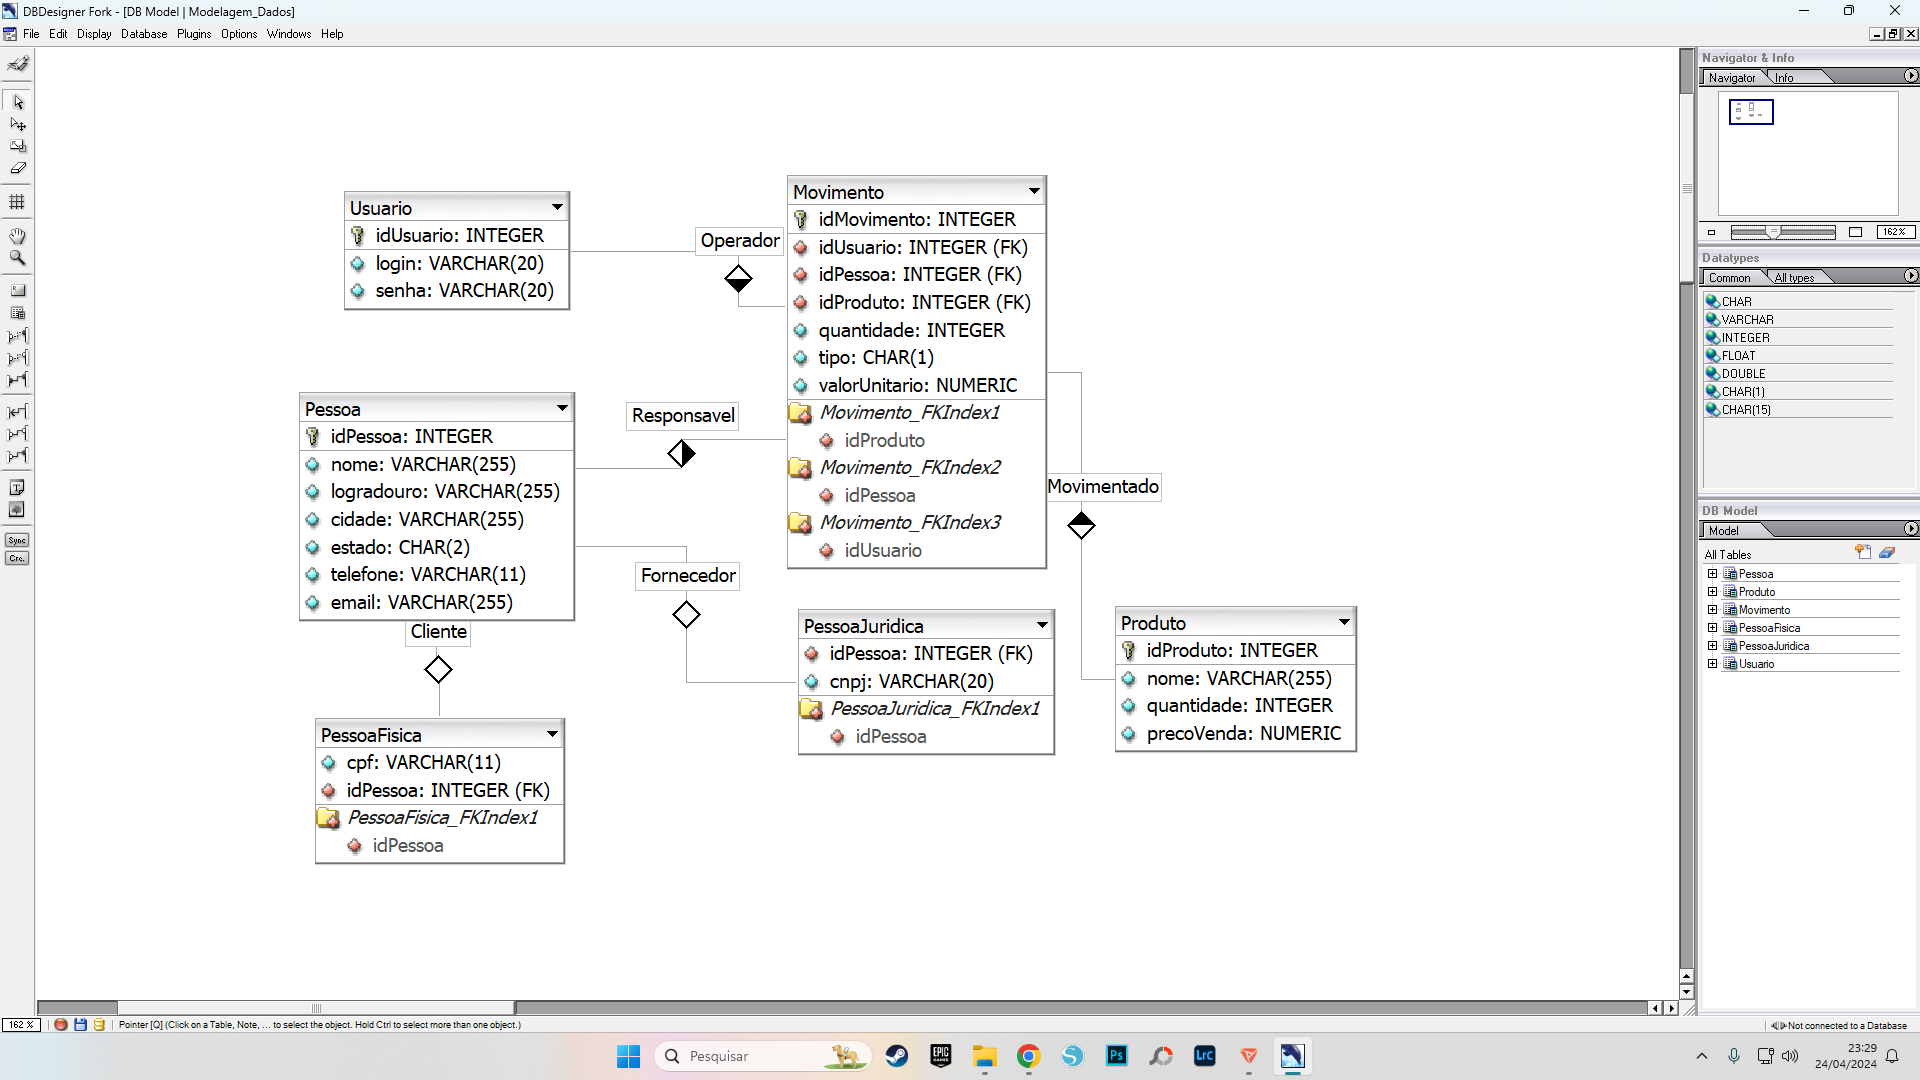 DBDesigner Fork - [DB Model | Modelagem_Dados]
File Edit Display Database Plugins Options Windows Help
Usuario
idUsuario: INTEGER
login: VARCHAR(20)
senha: VARCHAR(20)
Operador
Movimento
idMovimento: INTEGER
idUsuario: INTEGER (FK)
idPessoa: INTEGER (FK)
idProduto: INTEGER (FK)
quantidade: INTEGER
tipo: CHAR(1)
valorUnitario: NUMERIC
Movimento_FKIndex1
idProduto
Movimento_FKIndex2
idPessoa
Movimento_FKIndex3
idUsuario
Pessoa
idPessoa: INTEGER
nome: VARCHAR(255)
logradouro: VARCHAR(255)
cidade: VARCHAR(255)
estado: CHAR(2)
telefone: VARCHAR(11)
email: VARCHAR(255)
Responsavel
Movimentado
Fornecedor
Cliente
PessoaJuridica
idPessoa: INTEGER (FK)
cnpj: VARCHAR(20)
PessoaJuridica_FKIndex1
idPessoa
Produto
idProduto: INTEGER
nome: VARCHAR(255)
quantidade: INTEGER
precoVenda: NUMERIC
PessoaFisica
cpf: VARCHAR(11)
idPessoa: INTEGER (FK)
PessoaFisica_FKIndex1
idPessoa
Sync
Cre.
Navigator & Info
Navigator Info
162%
Datatypes
Common All types
CHAR
VARCHAR
INTEGER
FLOAT
DOUBLE
CHAR(1)
CHAR(15)
DB Model
Model
All Tables
Pessoa
Produto
Movimento
PessoaFisica
PessoaJuridica
Usuario
162 % Pointer [Q] (Click on a Table, Note, ... to select the object. Hold Ctrl to select more than one object.)
Not connected to a Database
Pesquisar
EPIC GAMES
Ps
Lrc
23:29
24/04/2024